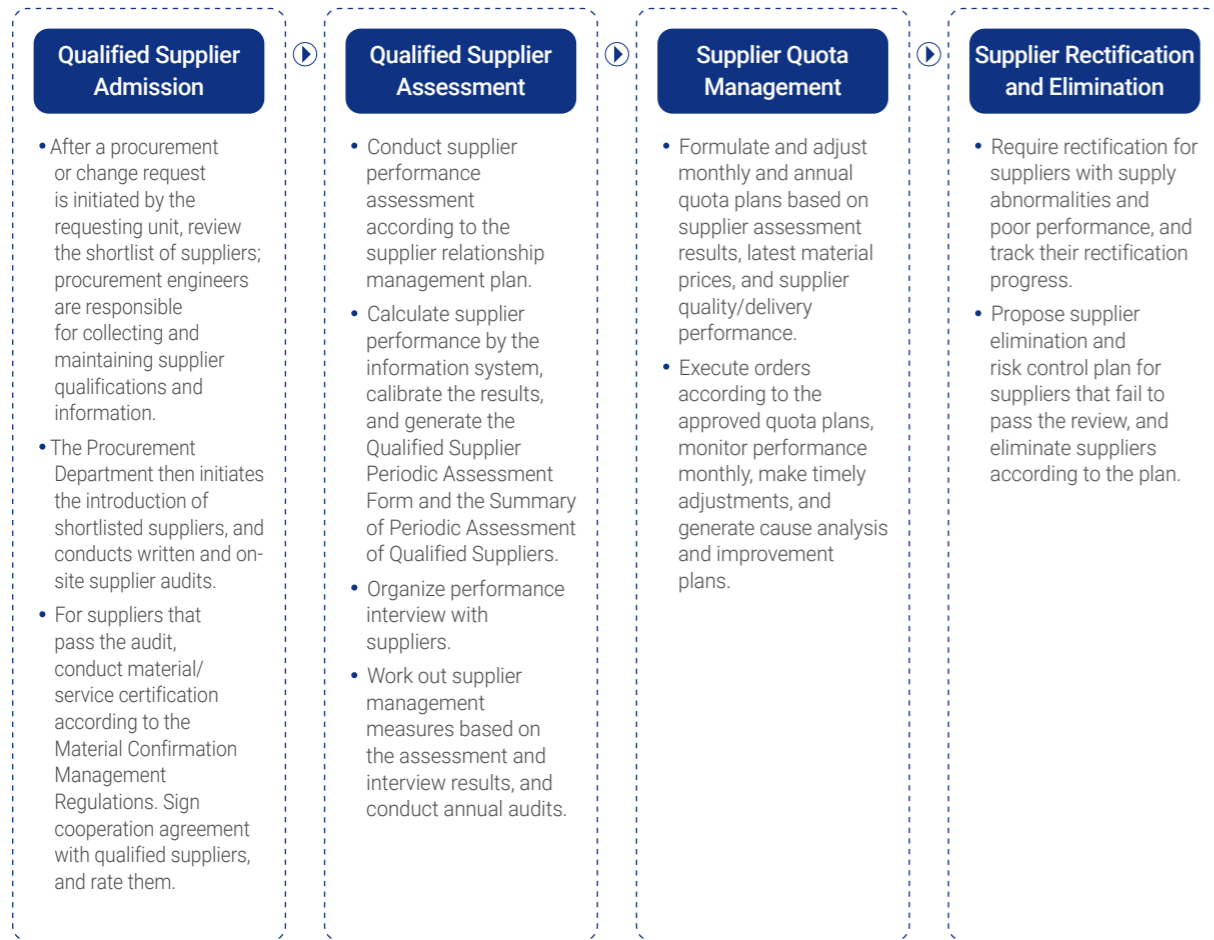 Qualified Supplier
Admission
• After a procurement
or change request
is initiated by the
requesting unit, review
the shortlist of suppliers;
procurement engineers
are responsible
for collecting and
maintaining supplier
qualifications and
information.
• The Procurement
Department then initiates
the introduction of
shortlisted suppliers, and
conducts written and on-
site supplier audits.
• For suppliers that
pass the audit,
conduct material/
service certification
according to the
Material Confirmation
Management
Regulations. Sign
cooperation agreement
with qualified suppliers,
and rate them.
Qualified Supplier
Assessment
• Conduct supplier
performance
assessment
according to the
supplier relationship
management plan.
• Calculate supplier
performance by the
information system,
calibrate the results,
and generate the
Qualified Supplier
Periodic Assessment
Form and the Summary
of Periodic Assessment
of Qualified Suppliers.
• Organize performance
interview with
suppliers.
• Work out supplier
management
measures based on
the assessment and
interview results, and
conduct annual audits.
Supplier Quota
Management
• Formulate and adjust
monthly and annual
quota plans based on
supplier assessment
results, latest material
prices, and supplier
quality/delivery
performance.
• Execute orders
according to the
approved quota plans,
monitor performance
monthly, make timely
adjustments, and
generate cause analysis
and improvement
plans.
Supplier Rectification
and Elimination
• Require rectification for
suppliers with supply
abnormalities and
poor performance, and
track their rectification
progress.
• Propose supplier
elimination and
risk control plan for
suppliers that fail to
pass the review, and
eliminate suppliers
according to the plan.